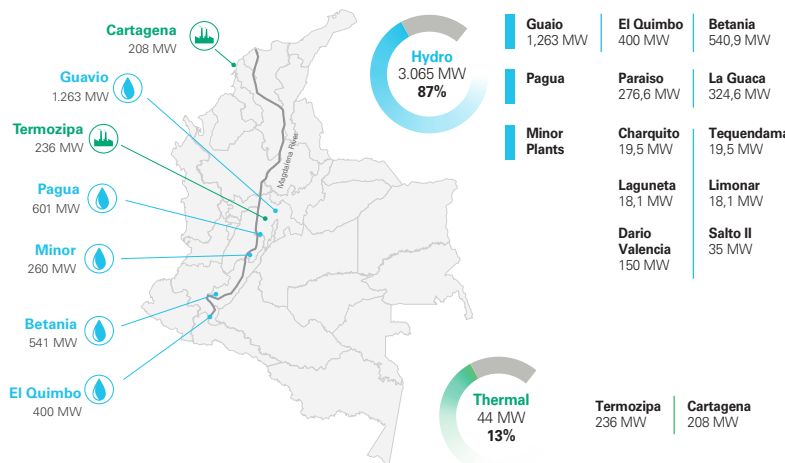 Cartagena
208 MW
Guavio
1.263 MW
Termozipa
236 MW
Pagua
601 MW
Minor
260 MW
Betania
541 MW
El Quimbo
400 MW
Magdalena River
Hydro
3.065 MW
87%
Guaio
1,263 MW
El Quimbo
400 MW
Betania
540,9 MW
Pagua
Paraiso
276,6 MW
La Guaca
324,6 MW
Minor
Plants
Charquito
19,5 MW
Tequendama
19,5 MW
Laguneta
18,1 MW
Limonar
18,1 MW
Dario
Valencia
150 MW
Salto II
35 MW
Thermal
44 MW
13%
Termozipa
236 MW
Cartagena
208 MW